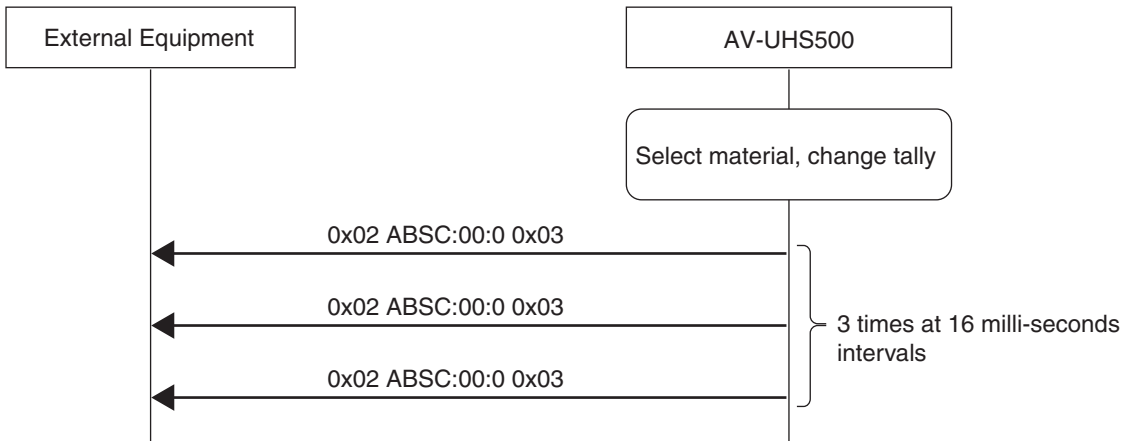 External Equipment
AV-UHS500
Select material, change tally
0x02 ABSC:00:0 0x03
0x02 ABSC:00:0 0x03
3 times at 16 milli-seconds
intervals
0x02 ABSC:00:0 0x03